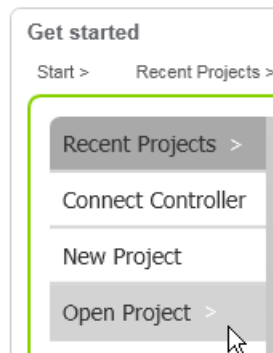 Get started
Start > Recent Projects >
Recent Projects >
Connect Controller
New Project
Open Project >